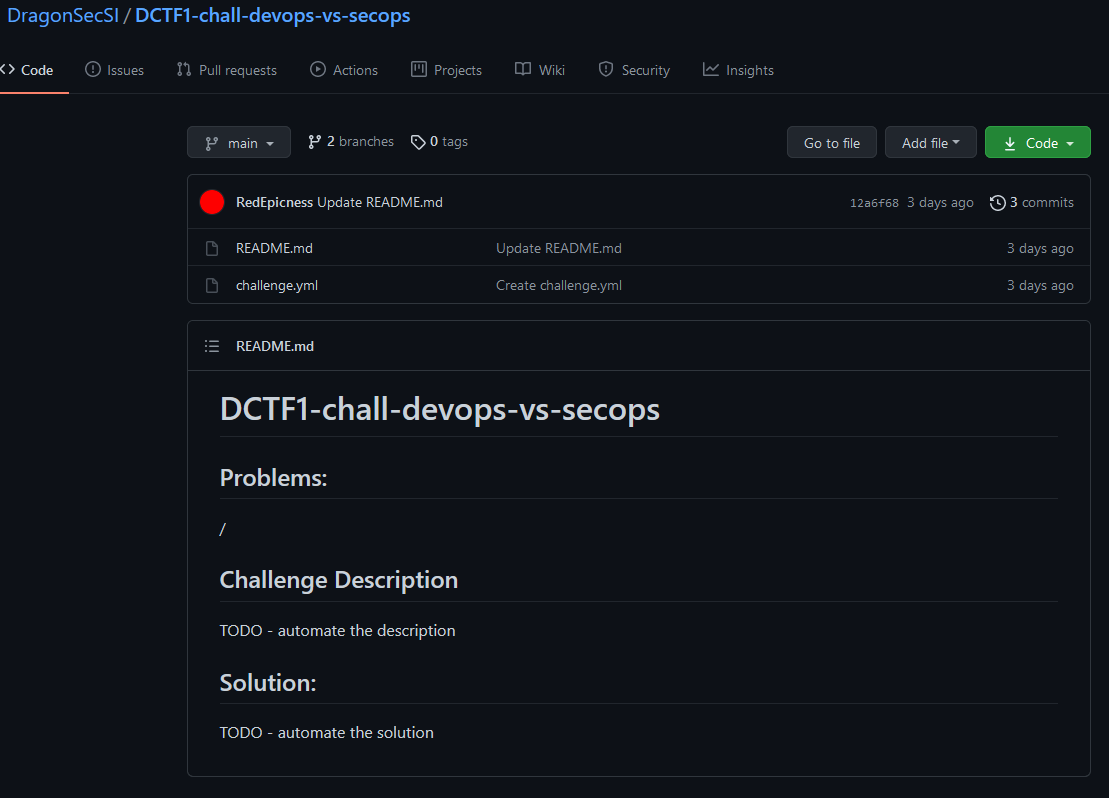 DragonSecSI / DCTF1-chall-devops-vs-secops
<> Code Issues Pull requests Actions Projects Wiki Security Insights
main 2 branches 0 tags Go to file Add file Code
RedEpicness Update README.md 12a6f68 3 days ago 3 commits
README.md Update README.md 3 days ago
challenge.yml Create challenge.yml 3 days ago
README.md
DCTF1-chall-devops-vs-secops
Problems:
/
Challenge Description
TODO - automate the description
Solution:
TODO - automate the solution